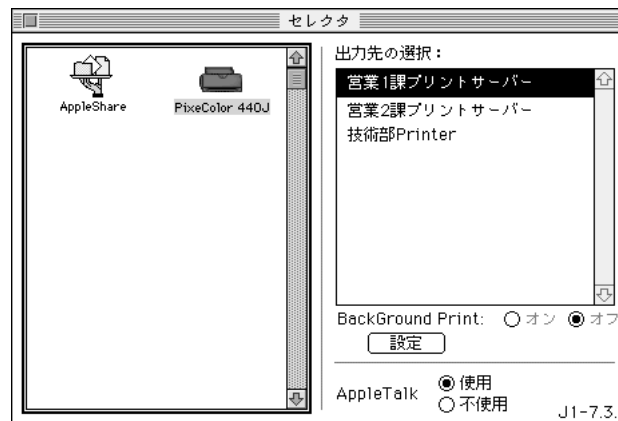 セレクタ
AppleShare
PixeColor 440J
出力先の選択：
営業1課プリントサーバー
営業2課プリントサーバー
技術部Printer
BackGround Print: オン オフ
設定
AppleTalk 使用
不使用
J1-7.3.